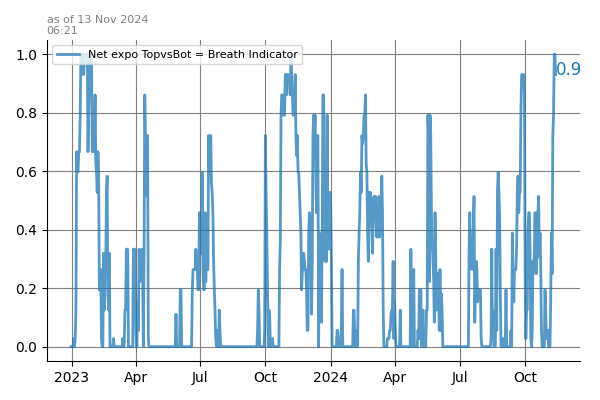 as of 13 Nov 2024
06:21
Net expo TopvsBot = Breath Indicator
1.0
0.9
0.8
0.6
0.4
0.2
0.0
2023 Apr Jul Oct 2024 Apr Jul Oct